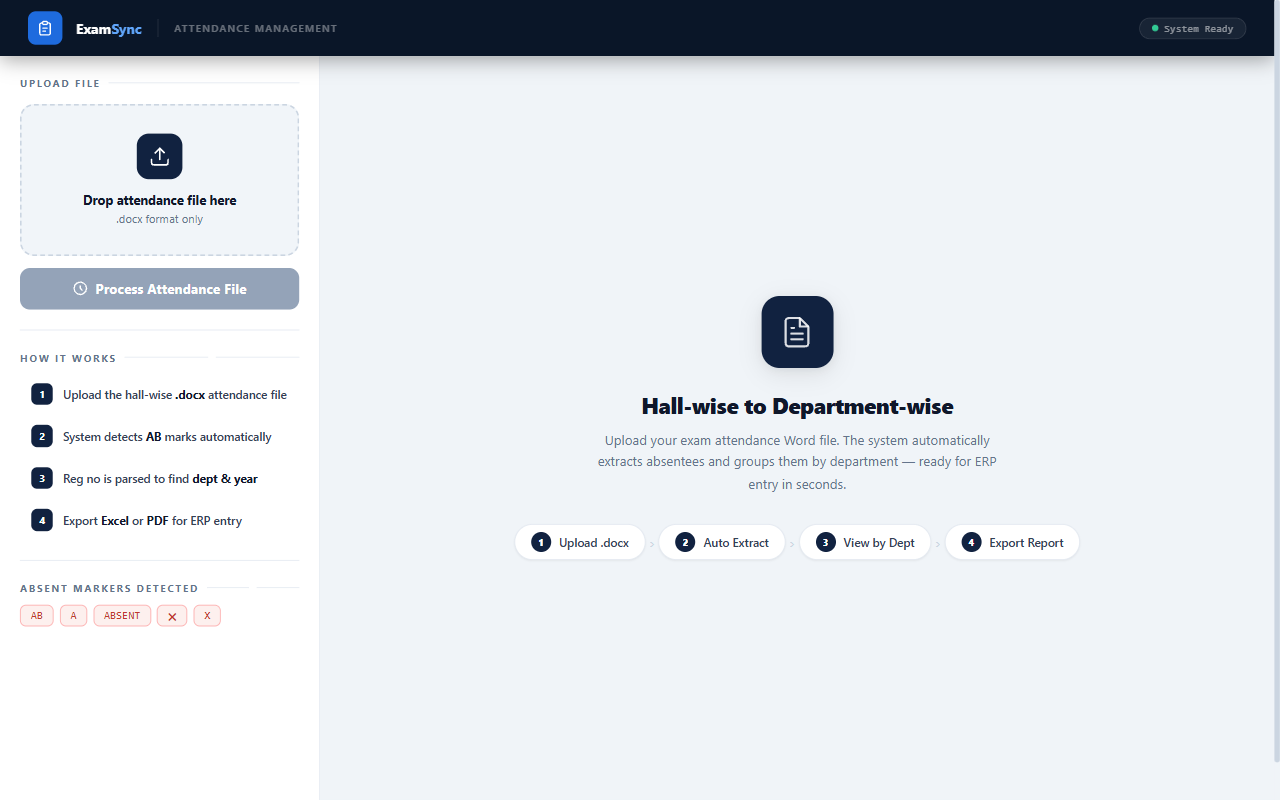 ExamSync
ATTENDANCE MANAGEMENT
System Ready
UPLOAD FILE
Drop attendance file here
.docx format only
Process Attendance File
HOW IT WORKS
1 Upload the hall-wise .docx attendance file
2 System detects AB marks automatically
3 Reg no is parsed to find dept & year
4 Export Excel or PDF for ERP entry
ABSENT MARKERS DETECTED
AB A ABSENT ✕ X
Hall-wise to Department-wise
Upload your exam attendance Word file. The system automatically
extracts absentees and groups them by department — ready for ERP
entry in seconds.
1 Upload .docx › 2 Auto Extract › 3 View by Dept › 4 Export Report